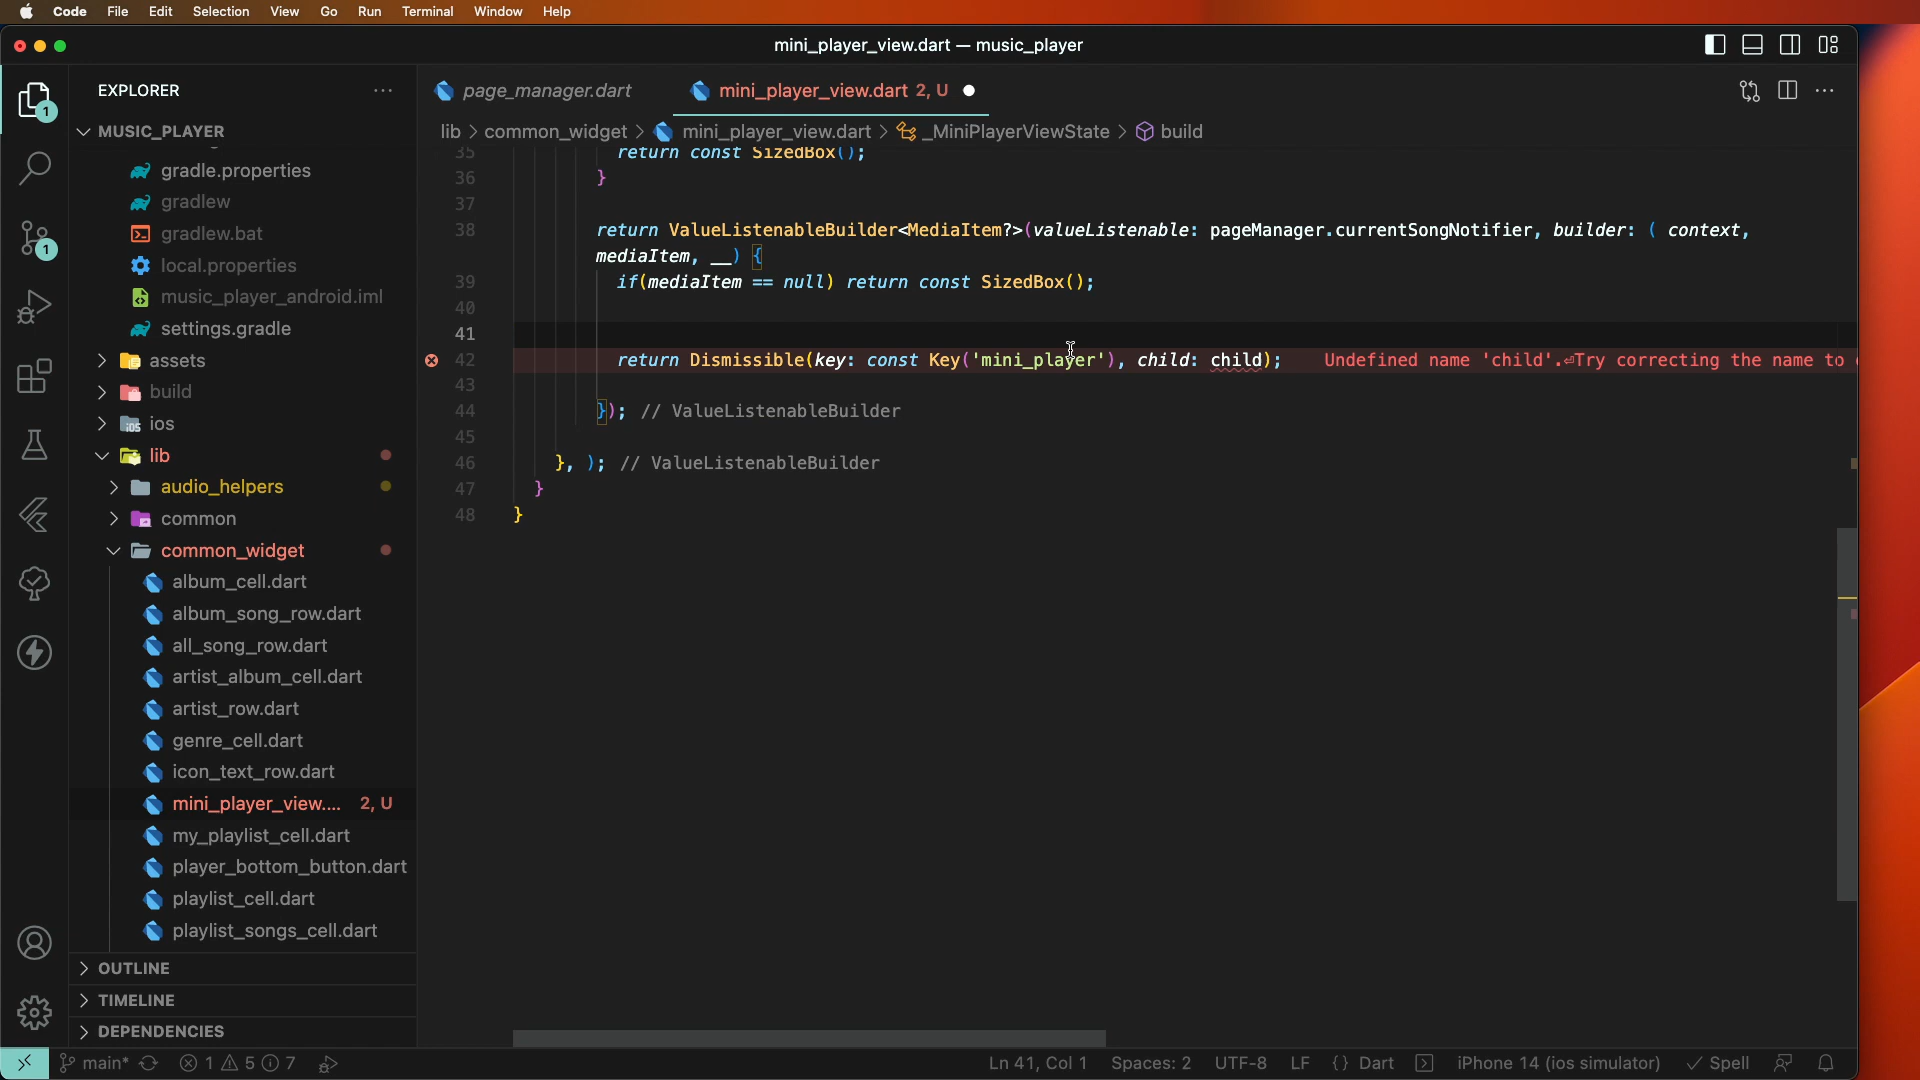 Code File Edit Selection View Go Run Terminal Window Help
mini_player_view.dart — music_player
EXPLORER
page_manager.dart
mini_player_view.dart 2, U
MUSIC_PLAYER
lib > common_widget > mini_player_view.dart > _MiniPlayerViewState > build
gradle.properties
gradlew
gradlew.bat
local.properties
music_player_android.iml
settings.gradle
assets
build
ios
lib
audio_helpers
common
common_widget
album_cell.dart
album_song_row.dart
all_song_row.dart
artist_album_cell.dart
artist_row.dart
genre_cell.dart
icon_text_row.dart
mini_player_view.... 2, U
my_playlist_cell.dart
player_bottom_button.dart
playlist_cell.dart
playlist_songs_cell.dart
OUTLINE
TIMELINE
DEPENDENCIES
35 return const SizedBox();
36 }
37
38 return ValueListenableBuilder<MediaItem?>(valueListenable: pageManager.currentSongNotifier, builder: ( context,
mediaItem, __) {
39 if(mediaItem == null) return const SizedBox();
40
41
42 return Dismissible(key: const Key('mini_player'), child: child); Undefined name 'child'.⏎Try correcting the name to
43
44 }); // ValueListenableBuilder
45
46 }, ); // ValueListenableBuilder
47 }
48 }
1
1
main* 1 5 7
Ln 41, Col 1 Spaces: 2 UTF-8 LF {} Dart iPhone 14 (ios simulator) Spell